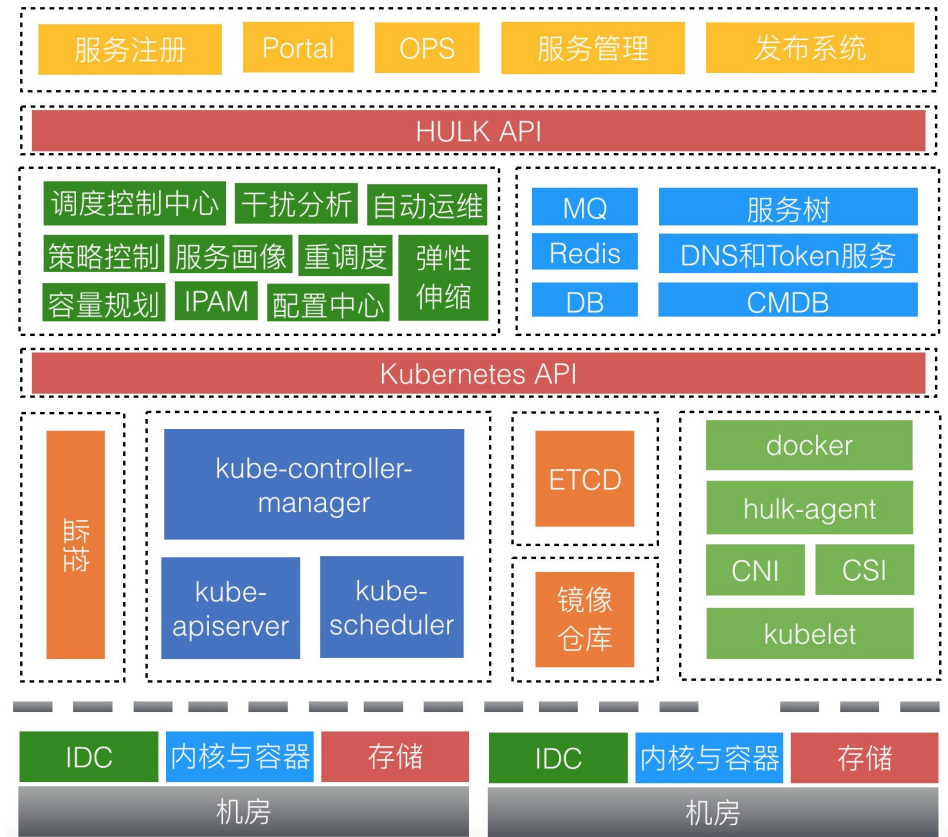 服务注册
Portal
OPS
服务管理
发布系统
HULK API
调度控制中心
干扰分析
自动运维
策略控制
服务画像
重调度
弹性
伸缩
容量规划
IPAM
配置中心
MQ
服务树
Redis
DNS和Token服务
DB
CMDB
Kubernetes API
监控
kube-controller-
manager
kube-
apiserver
kube-
scheduler
ETCD
镜像
仓库
docker
hulk-agent
CNI
CSI
kubelet
IDC
内核与容器
存储
机房
IDC
内核与容器
存储
机房